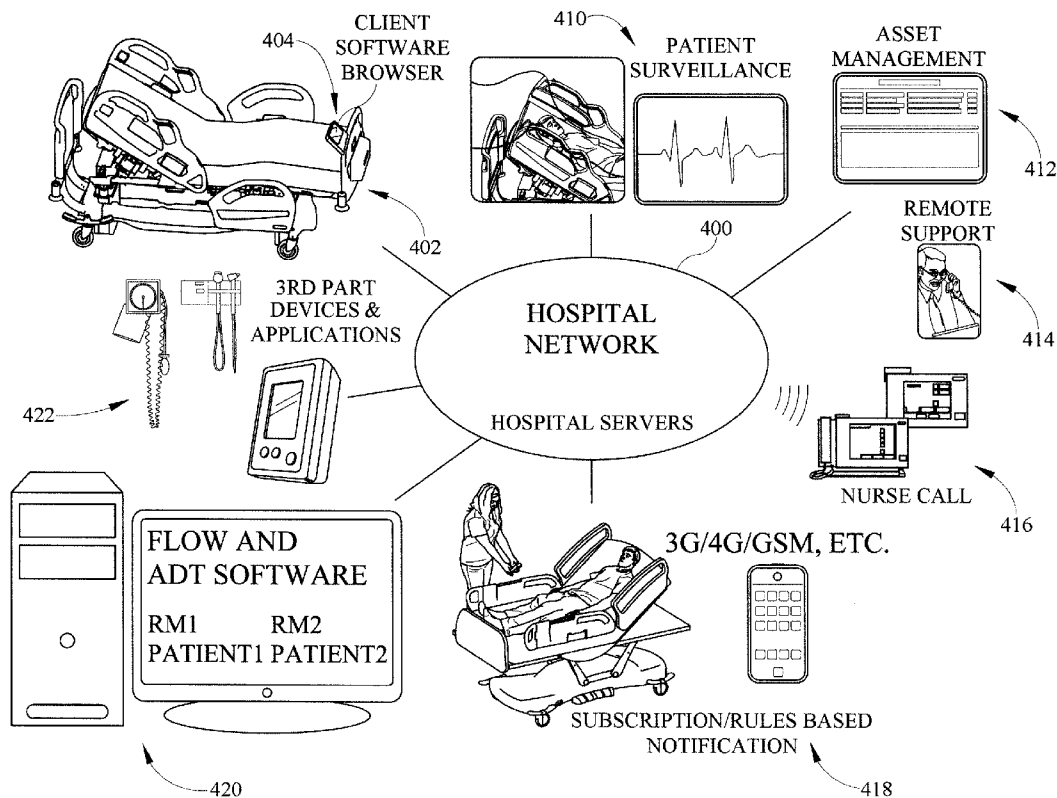 404
CLIENT
SOFTWARE
BROWSER
402
410
PATIENT
SURVEILLANCE
ASSET
MANAGEMENT
412
REMOTE
SUPPORT
414
400
HOSPITAL
NETWORK
HOSPITAL SERVERS
3RD PART
DEVICES &
APPLICATIONS
422
NURSE CALL
416
FLOW AND
ADT SOFTWARE
RM1 RM2
PATIENT1 PATIENT2
420
3G/4G/GSM, ETC.
SUBSCRIPTION/RULES BASED
NOTIFICATION
418